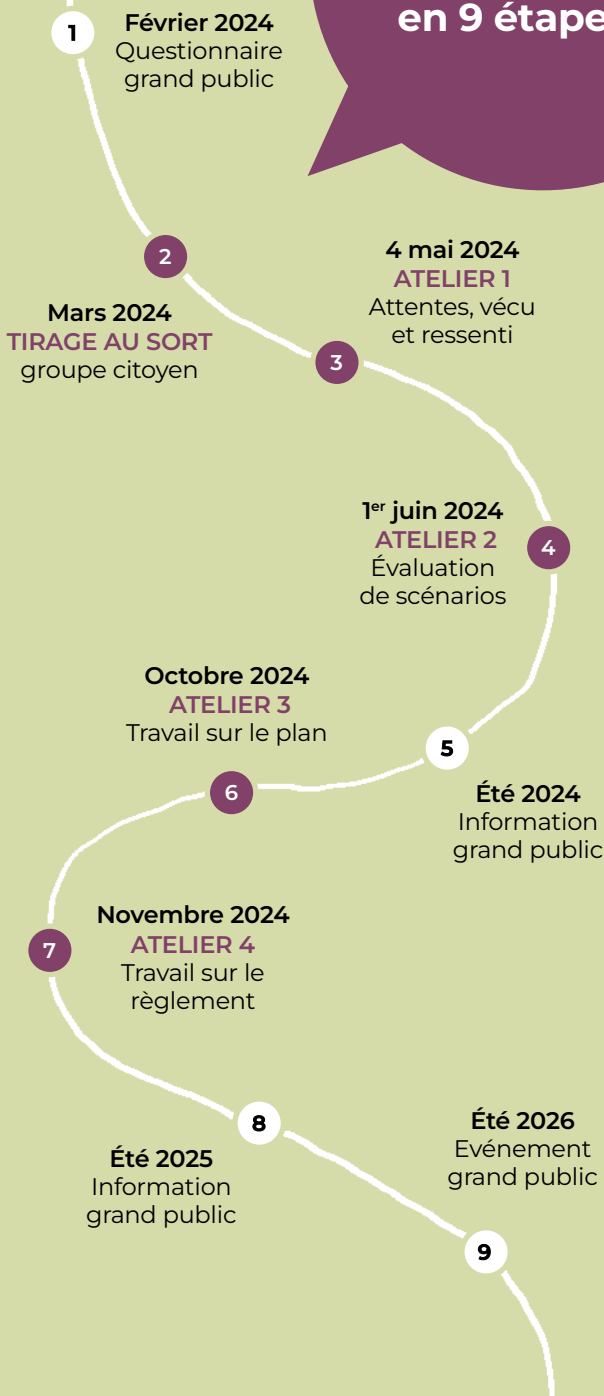 en 9 étape
1
Février 2024
Questionnaire
grand public
2
Mars 2024
TIRAGE AU SORT
groupe citoyen
4 mai 2024
ATELIER 1
Attentes, vécu
et ressenti
3
1er juin 2024
ATELIER 2
Évaluation
de scénarios
4
5
Été 2024
Information
grand public
Octobre 2024
ATELIER 3
Travail sur le plan
6
7
Novembre 2024
ATELIER 4
Travail sur le
règlement
8
Été 2025
Information
grand public
Été 2026
Evénement
grand public
9